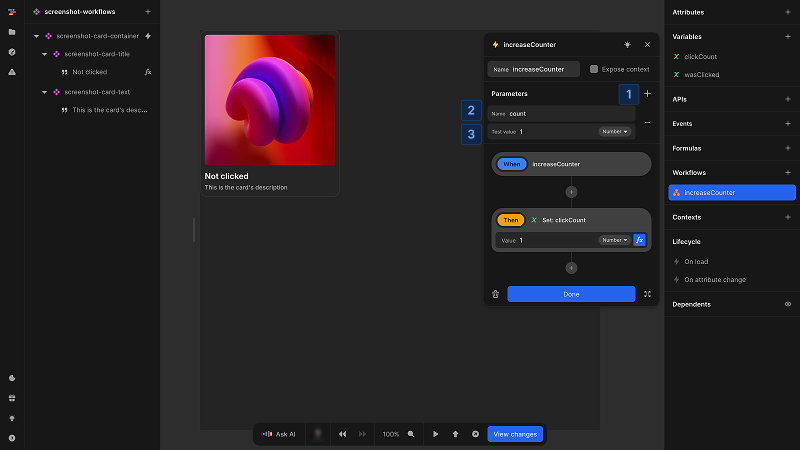 screenshot-workflows
screenshot-card-container
screenshot-card-title
Not clicked
fx
screenshot-card-text
This is the card's desc...
Not clicked
This is the card's description
increaseCounter
Name increaseCounter
Expose context
Parameters
1
2
Name count
3
Test value 1
Number
When increaseCounter
Then Set: clickCount
Value 1
Number
fx
Done
Attributes
Variables
clickCount
wasClicked
APIs
Events
Formulas
Workflows
increaseCounter
Contexts
Lifecycle
On load
On attribute change
Dependents
Ask AI
100%
View changes